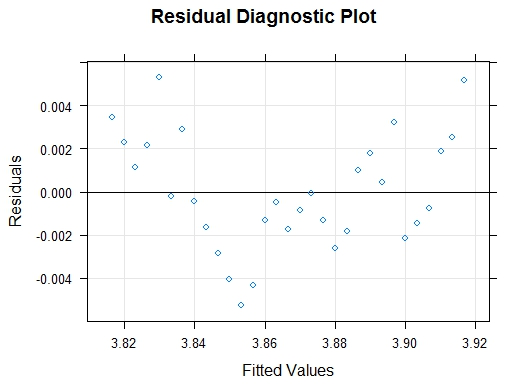 Residual Diagnostic Plot
0.004
0.002
0.000
-0.002
-0.004
Residuals
3.82 3.84 3.86 3.88 3.90 3.92
Fitted Values